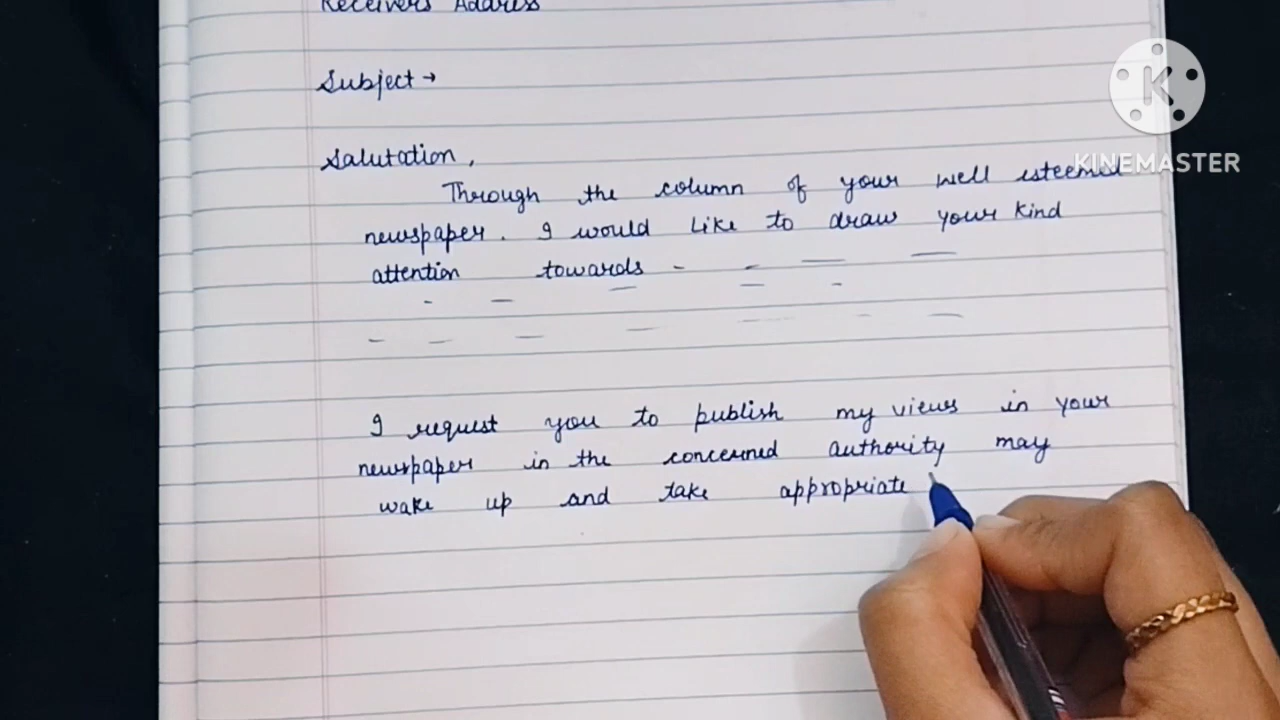 Receivers Address
Subject →
Salutation,
Through the column of your well esteemed
newspaper. I would like to draw your kind
attention towards - - — —
- — — — -
- - — — — - —
I request you to publish my views in your
newspaper in the concerned authority may
wake up and take appropriate
K
KINEMASTER